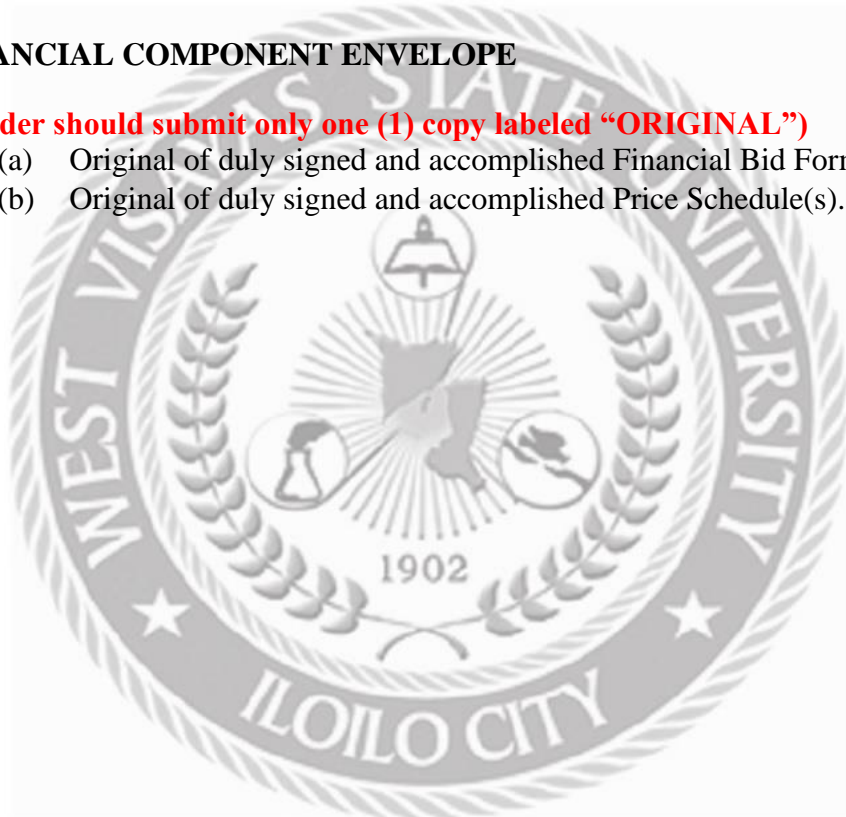 ANCIAL COMPONENT ENVELOPE
der should submit only one (1) copy labeled “ORIGINAL”)
(a) Original of duly signed and accomplished Financial Bid Form
(b) Original of duly signed and accomplished Price Schedule(s).
WEST VISAYAS STATE UNIVERSITY
1902
ILOILO CITY